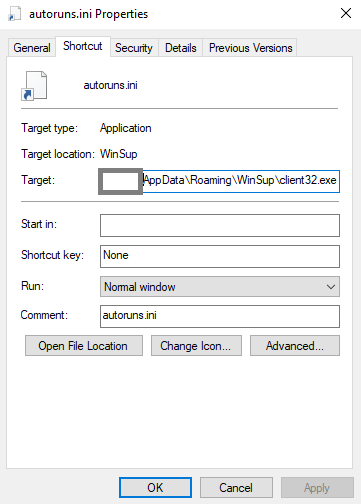 autoruns.ini Properties
General Shortcut Security Details Previous Versions
autoruns.ini
Target type: Application
Target location: WinSup
Target: AppData\Roaming\WinSup\client32.exe
Start in:
Shortcut key: None
Run: Normal window
Comment: autoruns.ini
Open File Location Change Icon... Advanced...
OK Cancel Apply